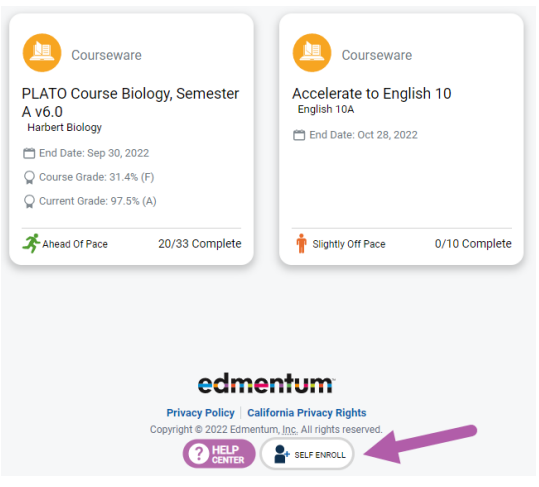 Courseware
PLATO Course Biology, Semester
A v6.0
Harbert Biology
End Date: Sep 30, 2022
Course Grade: 31.4% (F)
Current Grade: 97.5% (A)
Ahead Of Pace 20/33 Complete
Courseware
Accelerate to English 10
English 10A
End Date: Oct 28, 2022
Slightly Off Pace 0/10 Complete
edmentum
Privacy Policy | California Privacy Rights
Copyright © 2022 Edmentum, Inc. All rights reserved.
? HELP
CENTER
SELF ENROLL